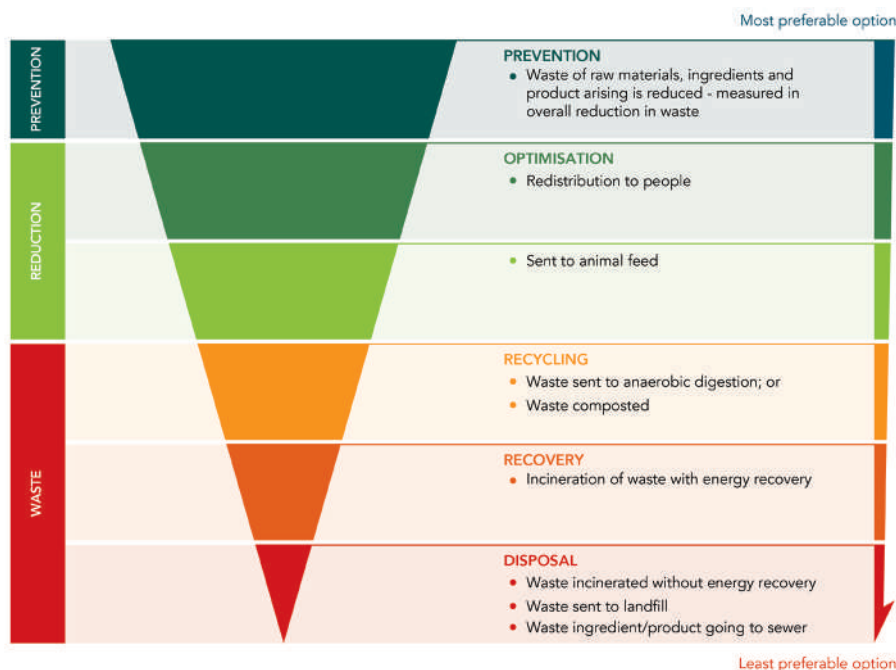 Most preferable option
PREVENTION
PREVENTION
• Waste of raw materials, ingredients and
product arising is reduced - measured in
overall reduction in waste
REDUCTION
OPTIMISATION
• Redistribution to people
• Sent to animal feed
WASTE
RECYCLING
• Waste sent to anaerobic digestion; or
• Waste composted
RECOVERY
• Incineration of waste with energy recovery
DISPOSAL
• Waste incinerated without energy recovery
• Waste sent to landfill
• Waste ingredient/product going to sewer
Least preferable option